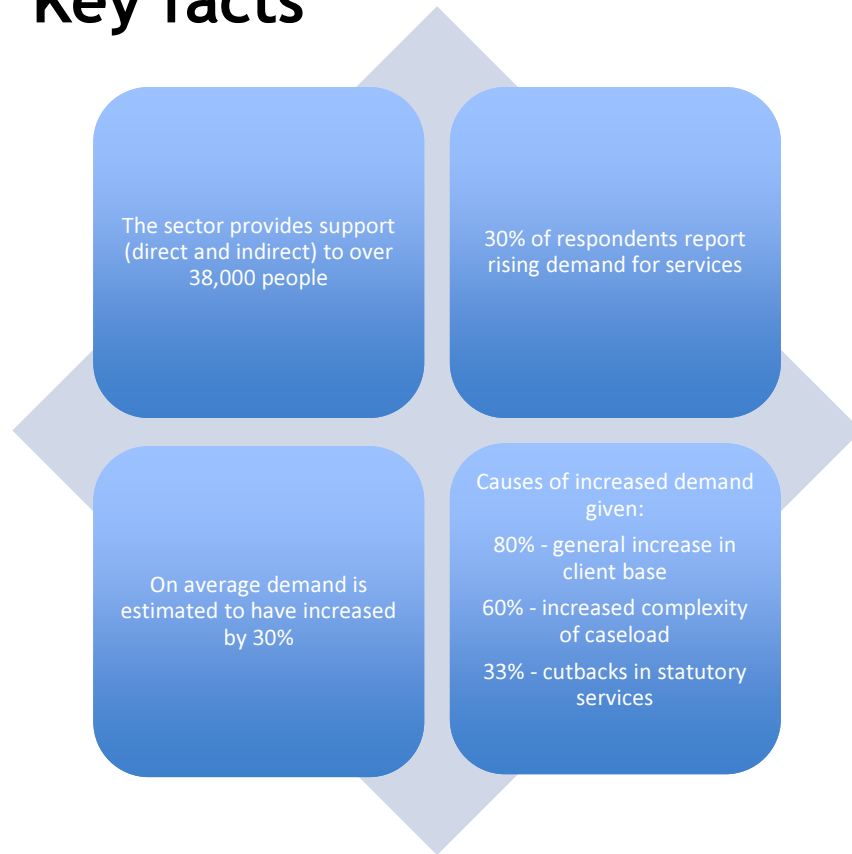 Key facts
The sector provides support
(direct and indirect) to over
38,000 people
30% of respondents report
rising demand for services
On average demand is
estimated to have increased
by 30%
Causes of increased demand
given:
80% - general increase in
client base
60% - increased complexity
of caseload
33% - cutbacks in statutory
services